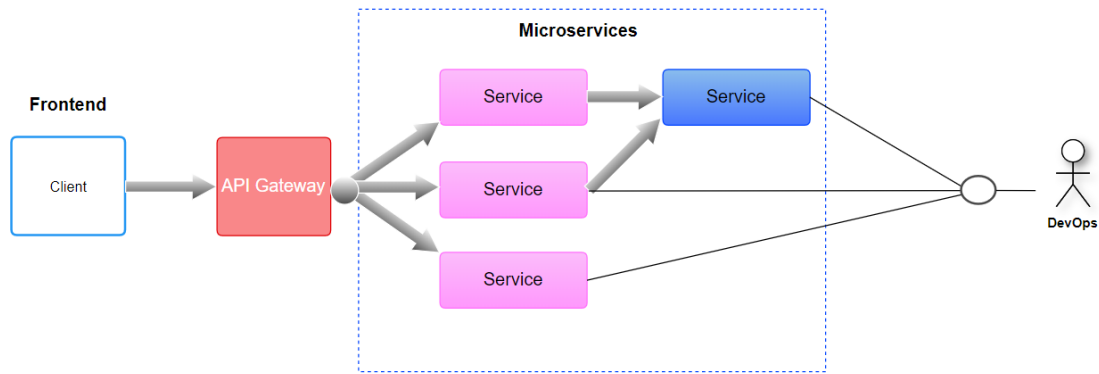 Microservices
Frontend
Service
Service
Client
API Gateway
Service
Service
DevOps